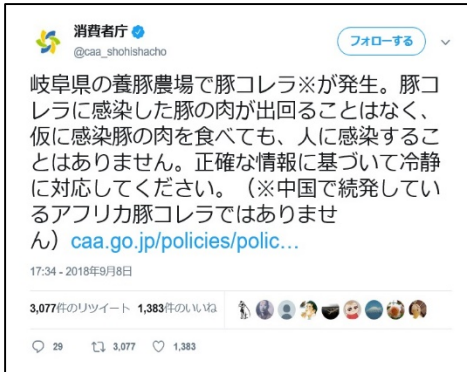 消費者庁
@caa_shohishacho
フォローする
岐阜県の養豚農場で豚コレラ※が発生。豚コ
レラに感染した豚の肉が出回ることはなく、
仮に感染豚の肉を食べても、人に感染するこ
とはありません。正確な情報に基づいて冷静
に対応してください。（※中国で続発してい
るアフリカ豚コレラではありませ
ん）caa.go.jp/policies/polic…
17:34 - 2018年9月8日
3,077件のリツイート 1,383件のいいね
29 3,077 1,383